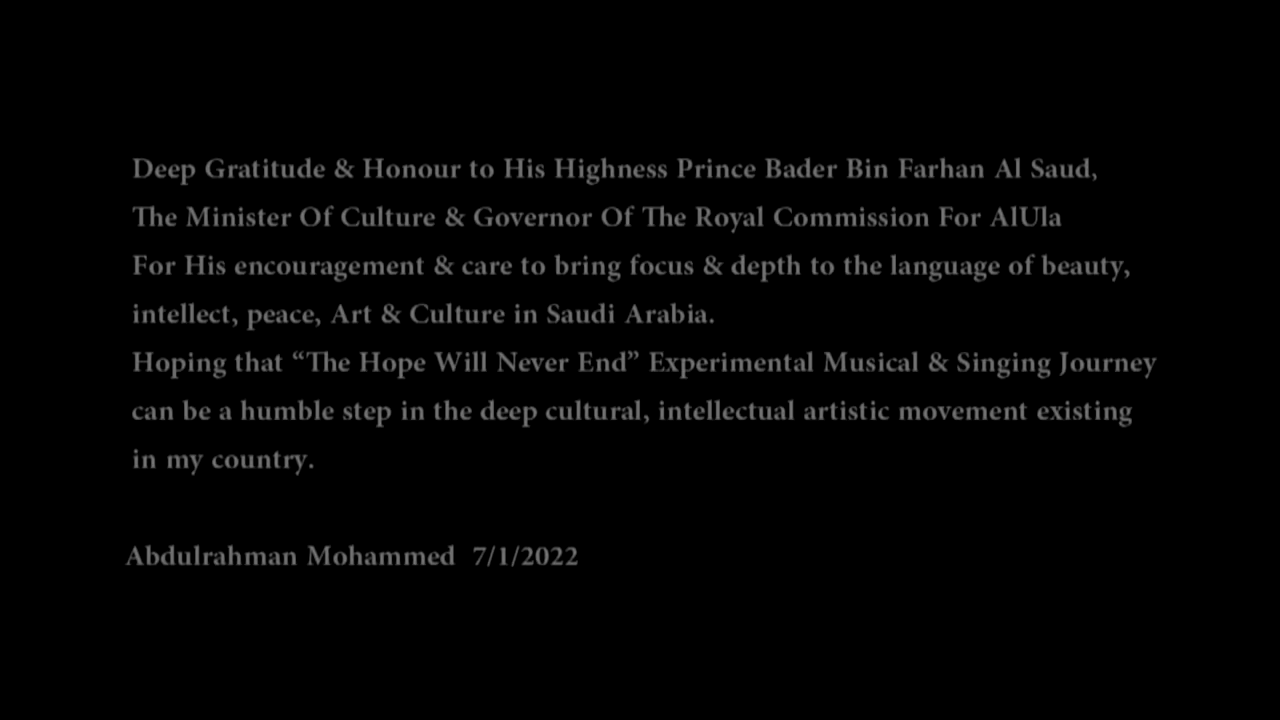 Deep Gratitude & Honour to His Highness Prince Bader Bin Farhan Al Saud,
The Minister Of Culture & Governor Of The Royal Commission For AlUla
For His encouragement & care to bring focus & depth to the language of beauty,
intellect, peace, Art & Culture in Saudi Arabia.
Hoping that “The Hope Will Never End” Experimental Musical & Singing Journey
can be a humble step in the deep cultural, intellectual artistic movement existing
in my country.
Abdulrahman Mohammed 7/1/2022